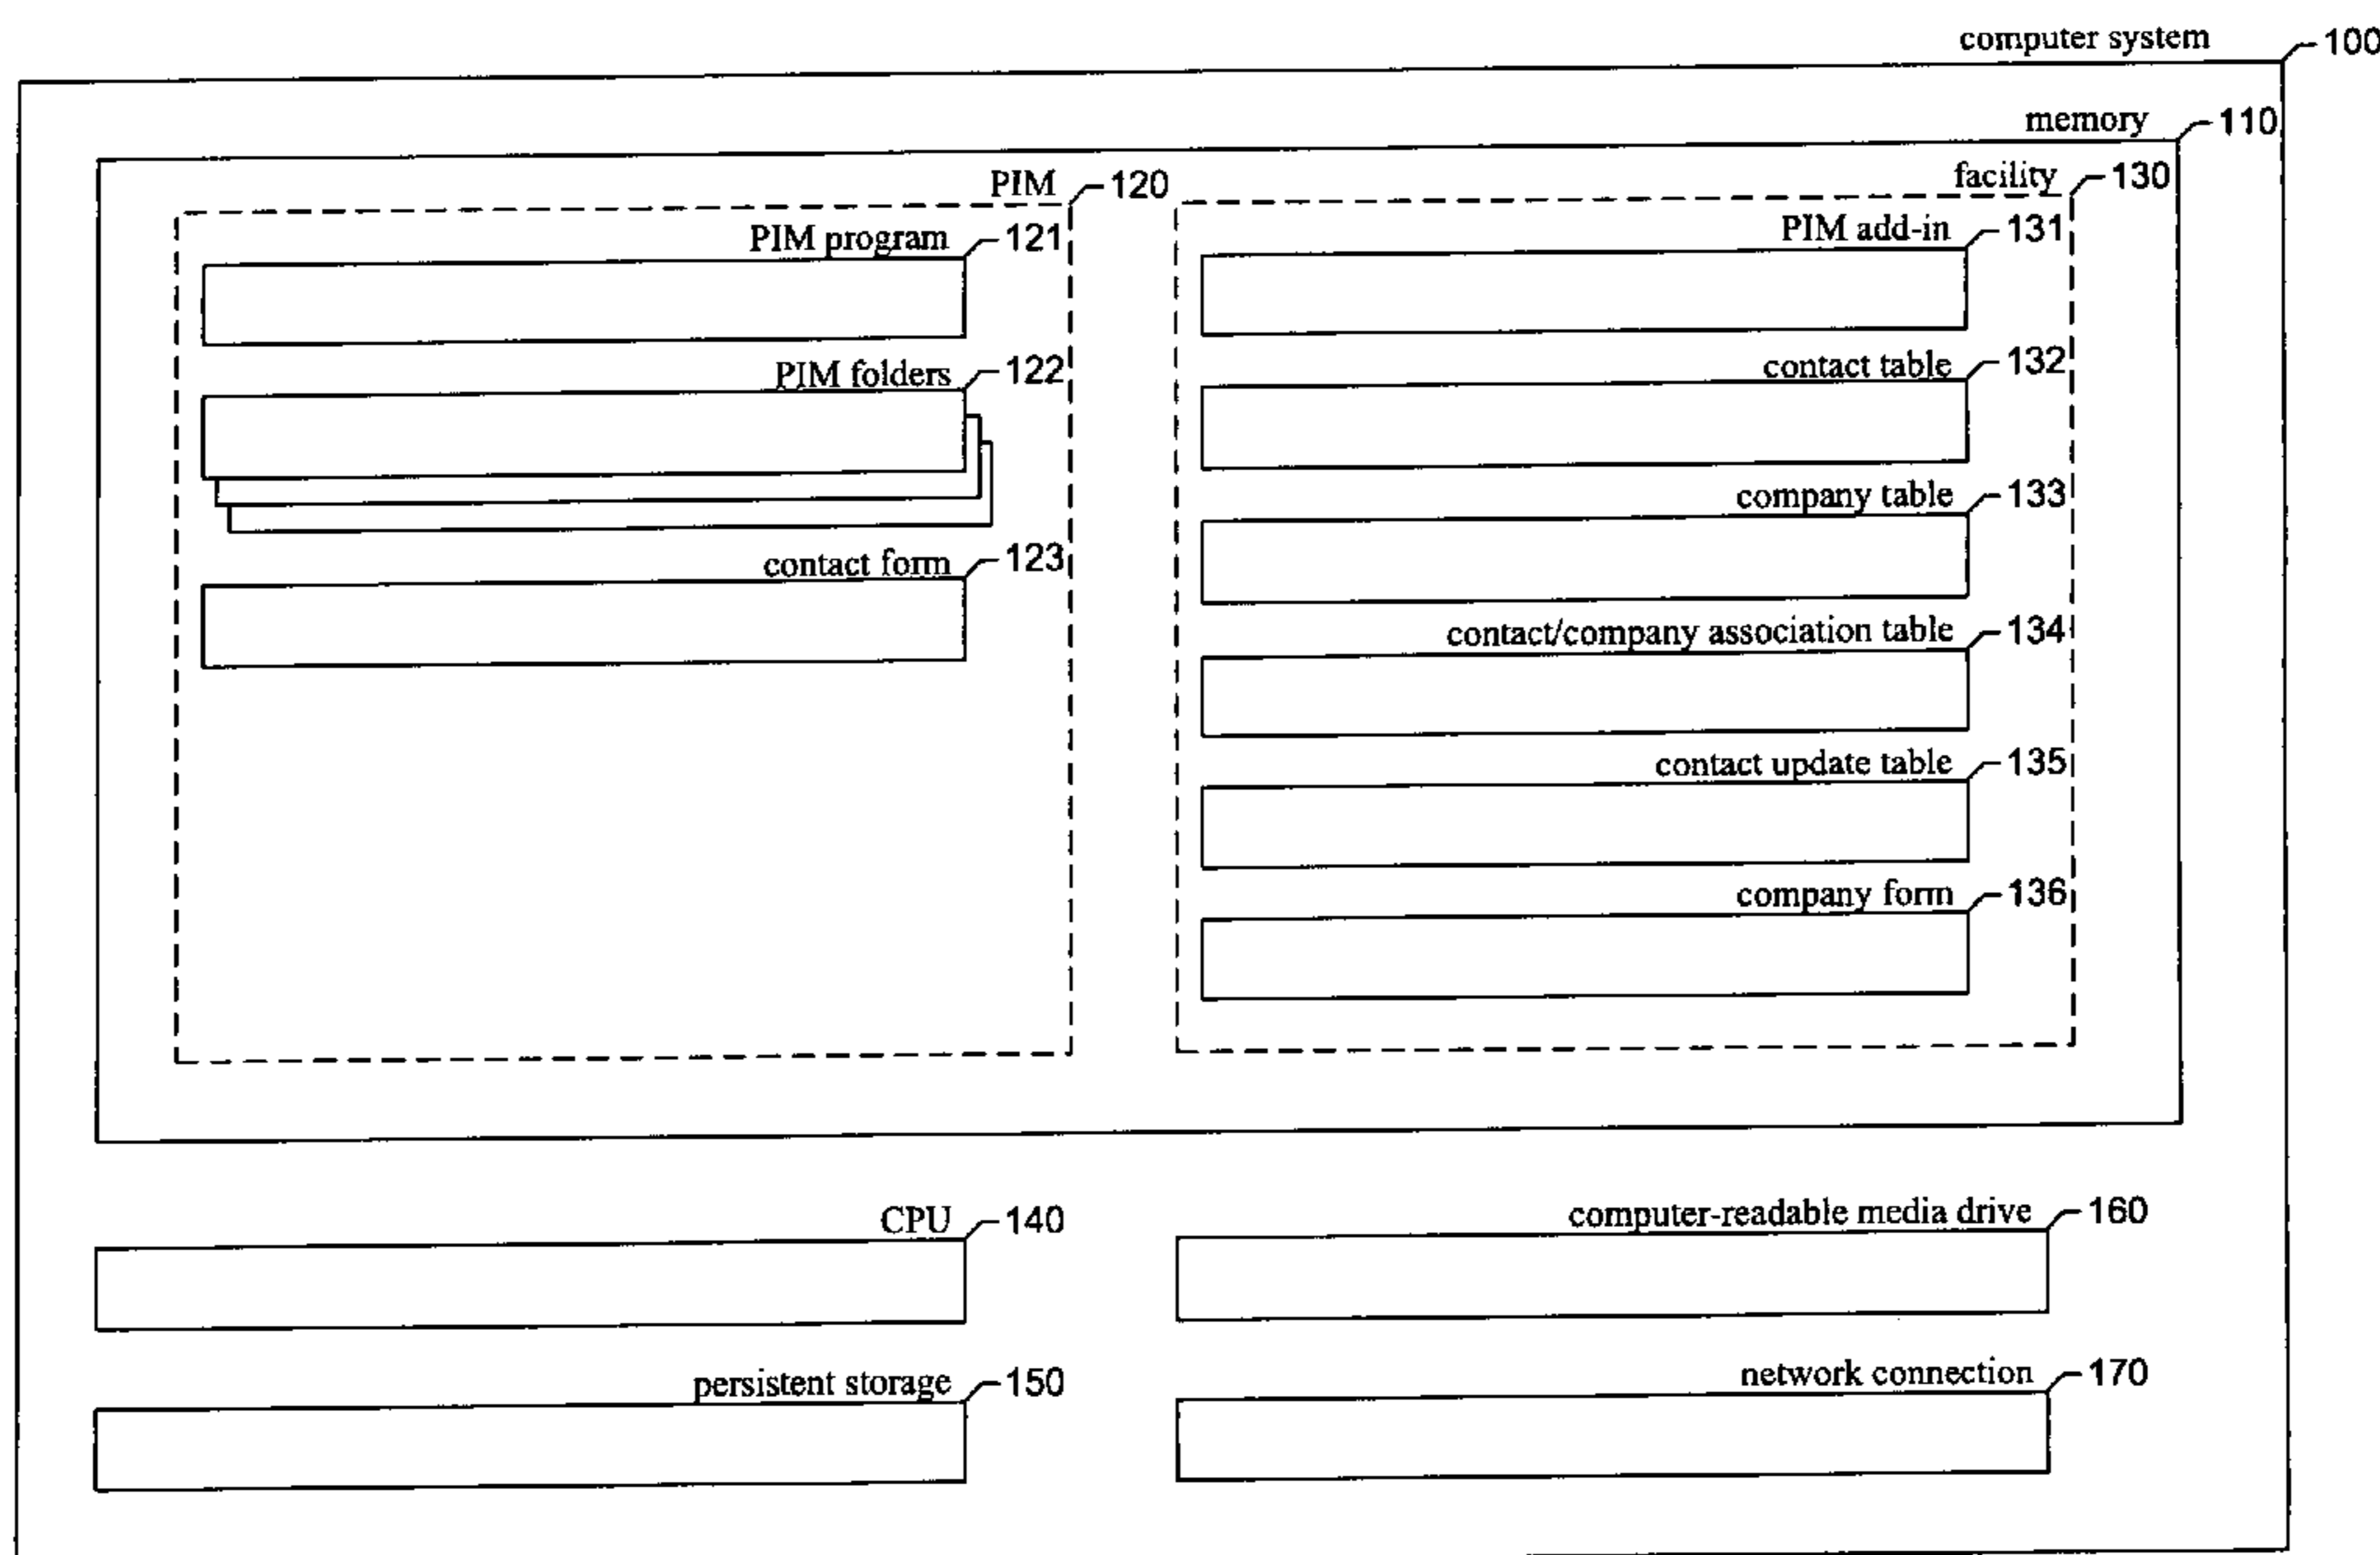 computer system 100
memory 110
PIM 120
PIM program 121
PIM folders 122
contact form 123
facility 130
PIM add-in 131
contact table 132
company table 133
contact/company association table 134
contact update table 135
company form 136
CPU 140
persistent storage 150
computer-readable media drive 160
network connection 170